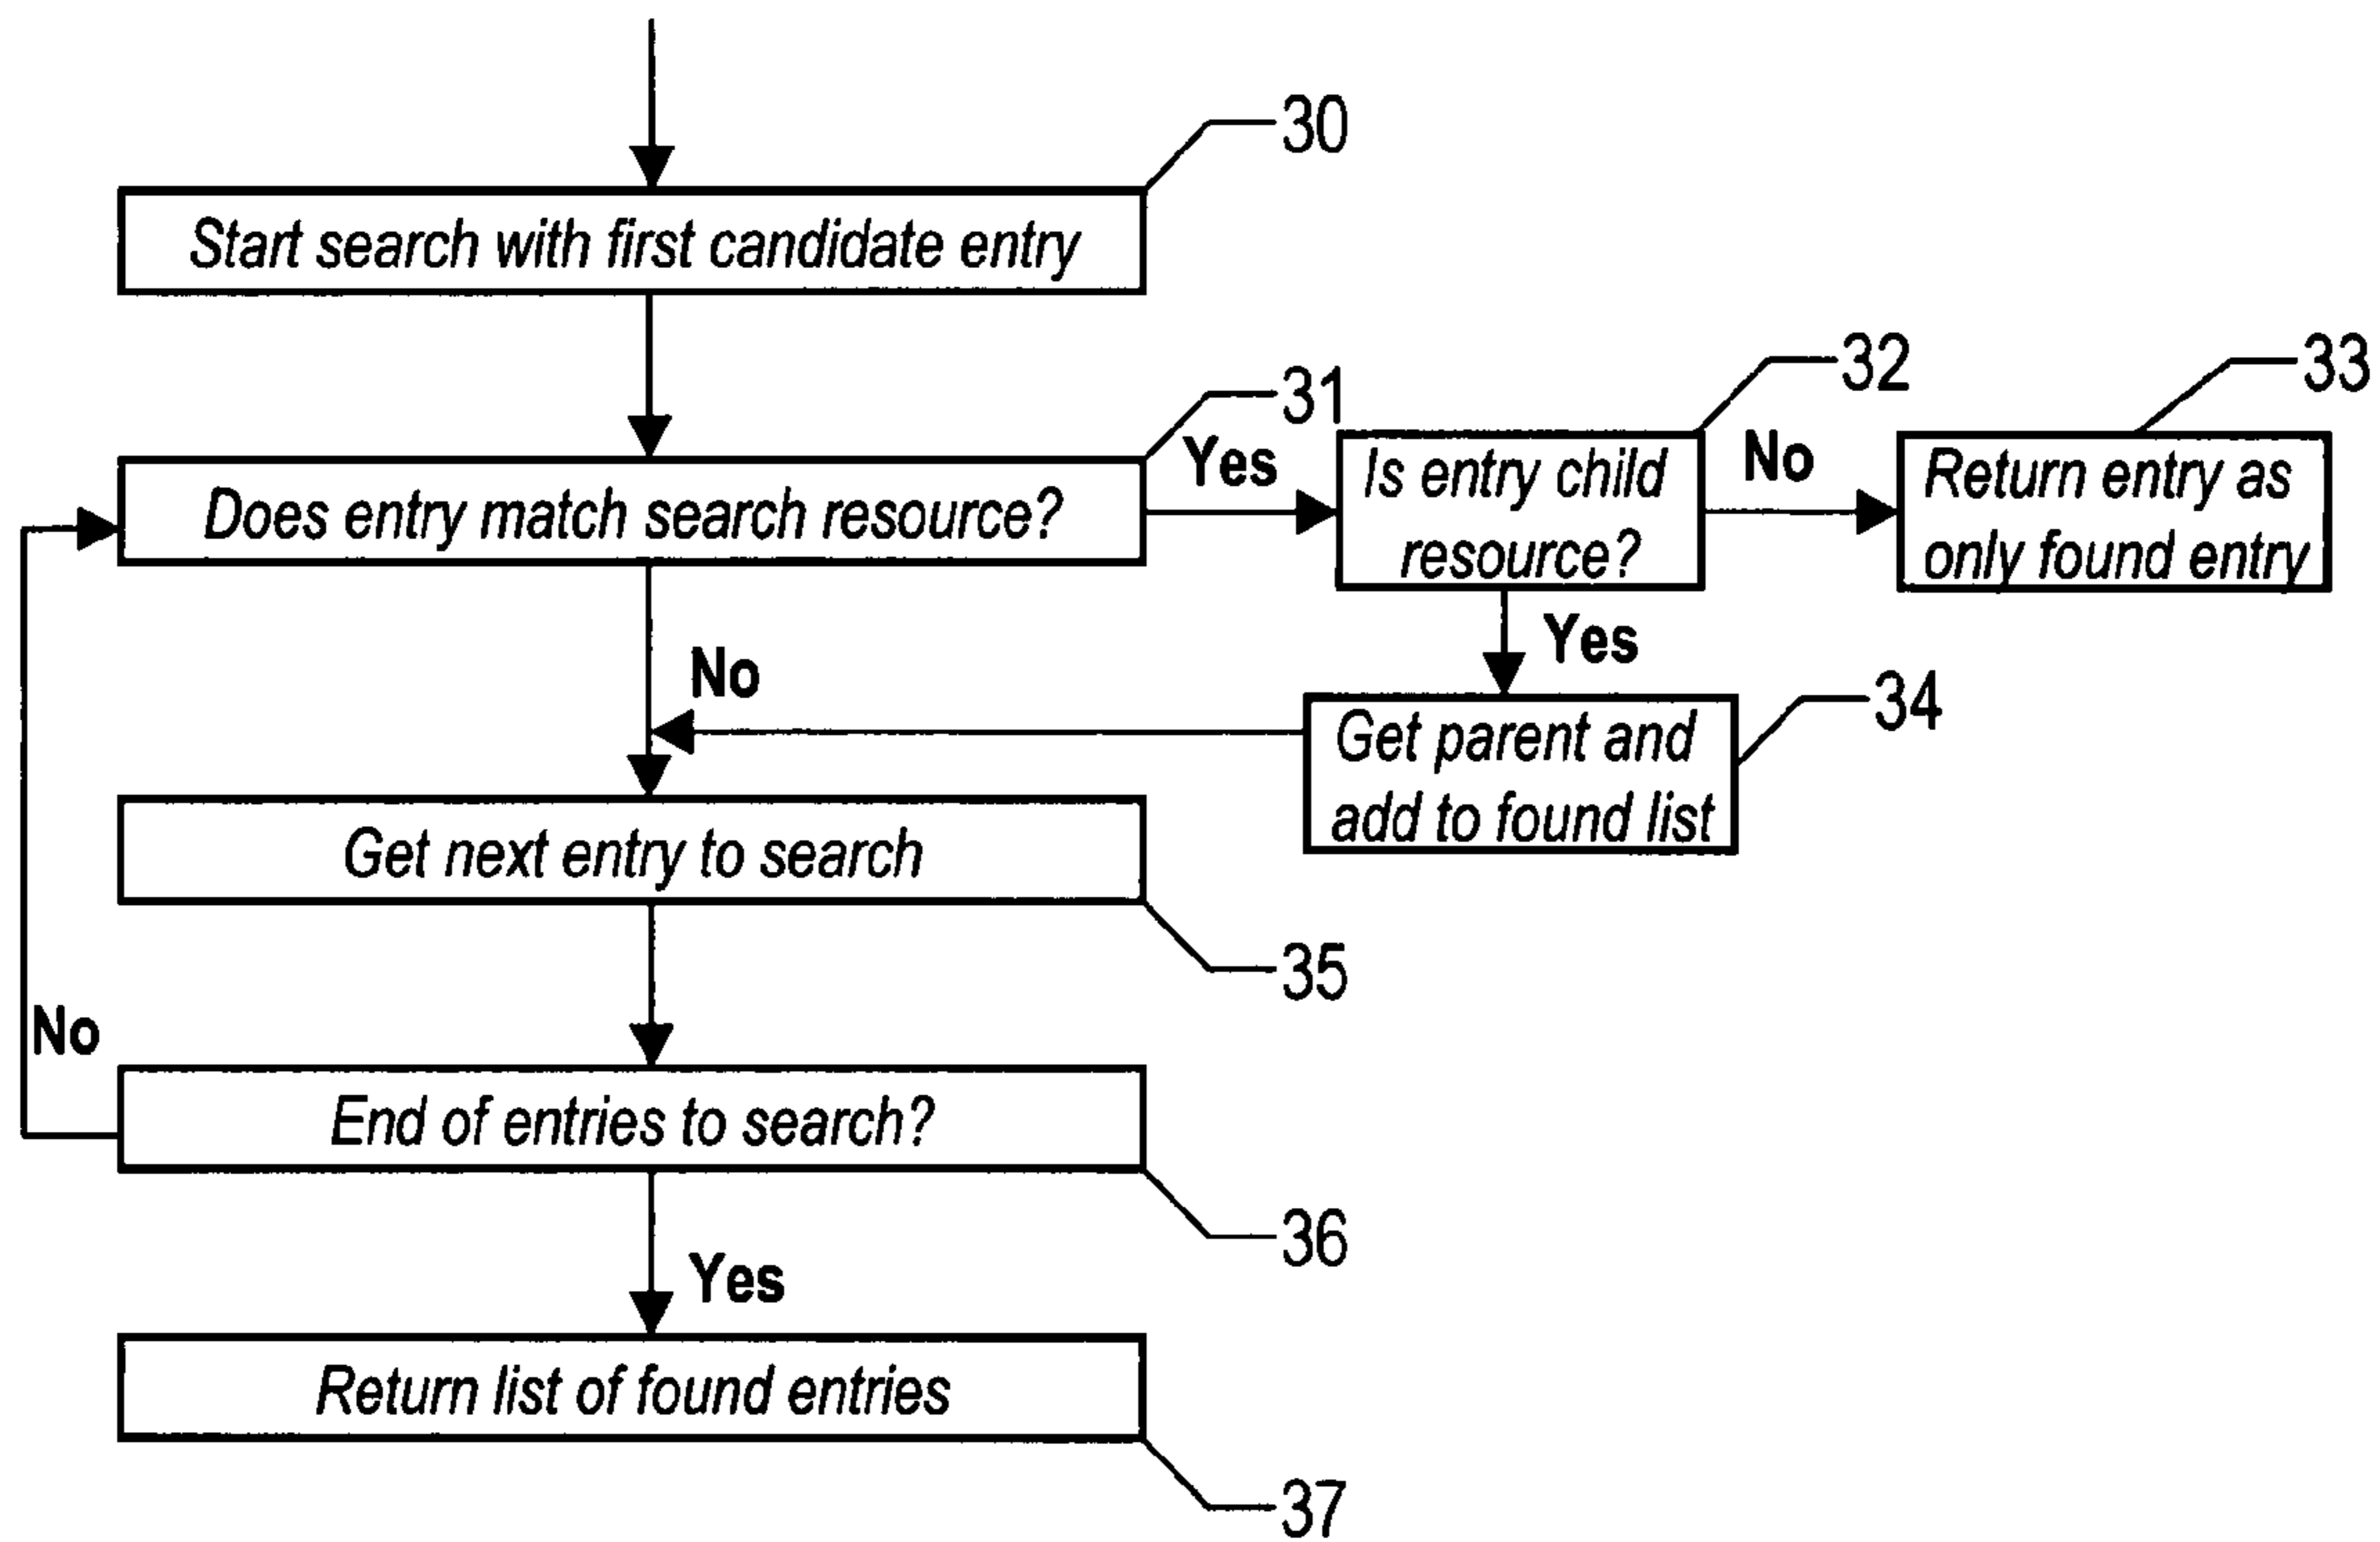 30
Start search with first candidate entry
31
Does entry match search resource?
Yes
32
Is entry child
resource?
No
33
Return entry as
only found entry
Yes
No
34
Get parent and
add to found list
Get next entry to search
35
No
End of entries to search?
36
Yes
Return list of found entries
37